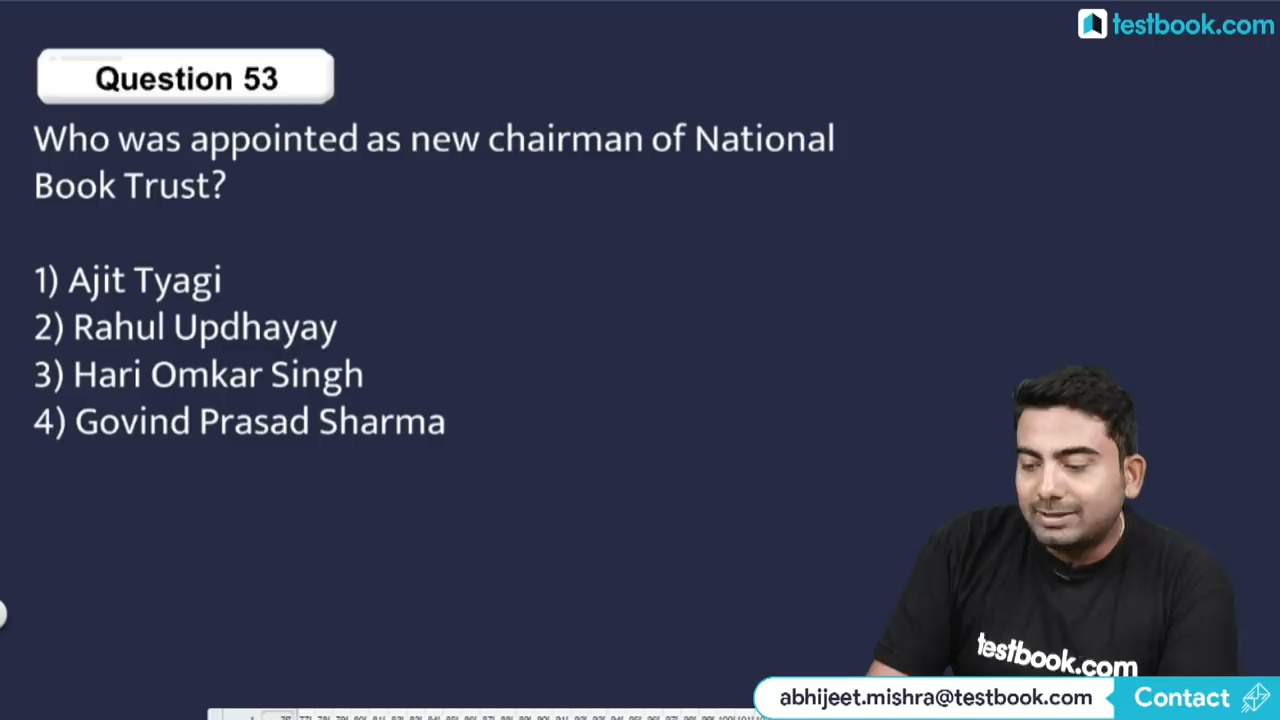 testbook.com
Question 53
Who was appointed as new chairman of National
Book Trust?
1) Ajit Tyagi
2) Rahul Updhayay
3) Hari Omkar Singh
4) Govind Prasad Sharma
testbook.com
abhijeet.mishra@testbook.com
Contact